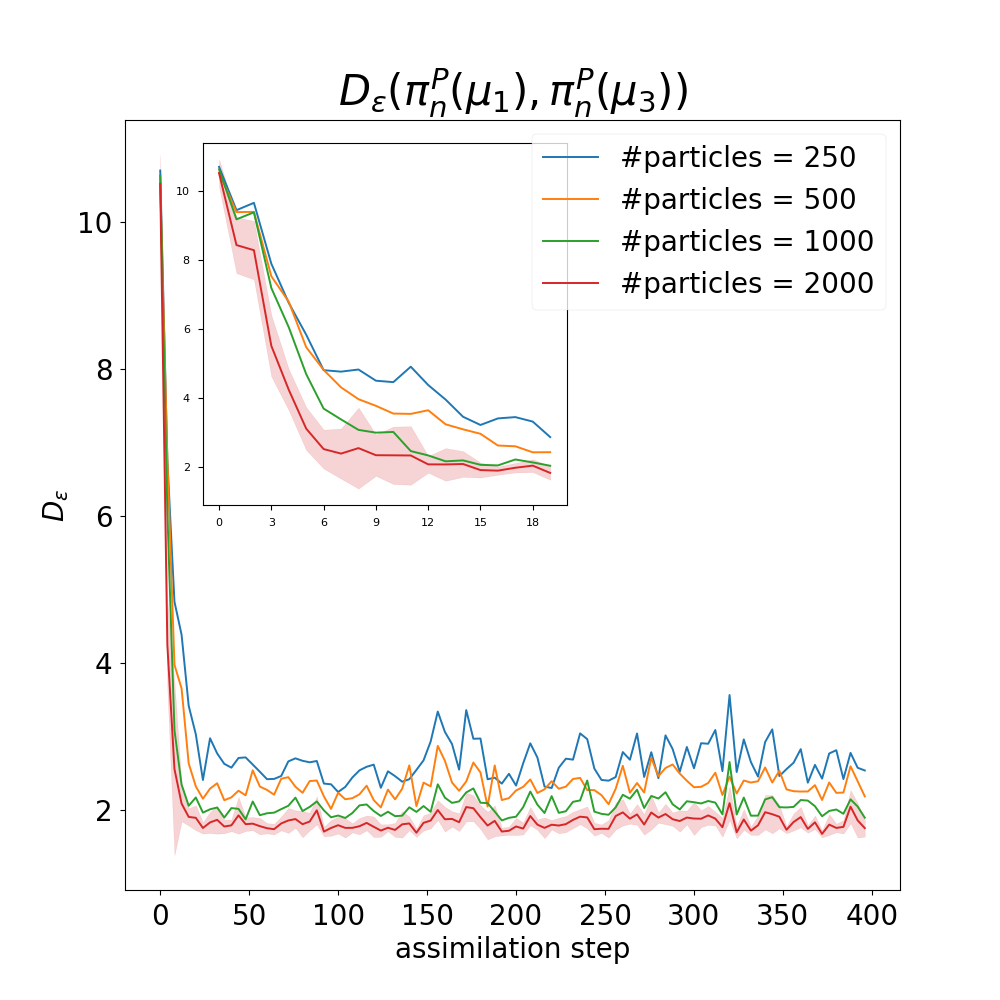 D_ε(π_n^P(μ_1), π_n^P(μ_3))
#particles = 250
#particles = 500
#particles = 1000
#particles = 2000
10
8
6
4
2
0 3 6 9 12 15 18
D_ε
10
8
6
4
2
0 50 100 150 200 250 300 350 400
assimilation step